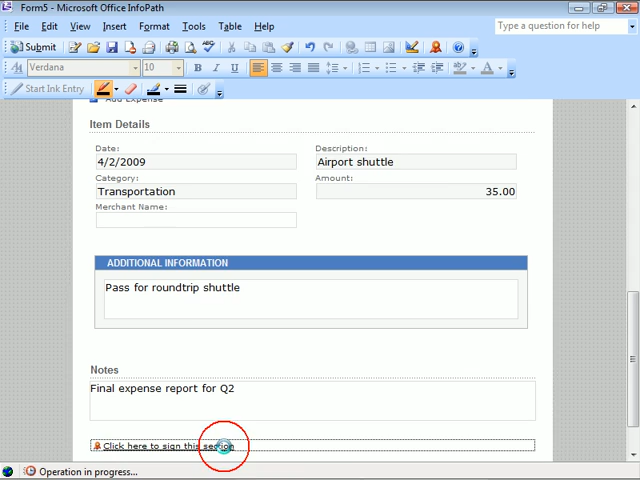 Form5 - Microsoft Office InfoPath
File Edit View Insert Format Tools Table Help Type a question for help
Submit
Verdana 10 B I U
Start Ink Entry
Add Expense
Item Details
Date: Description:
4/2/2009 Airport shuttle
Category: Amount:
Transportation 35.00
Merchant Name:
ADDITIONAL INFORMATION
Pass for roundtrip shuttle
Notes
Final expense report for Q2
Click here to sign this section
Operation in progress...